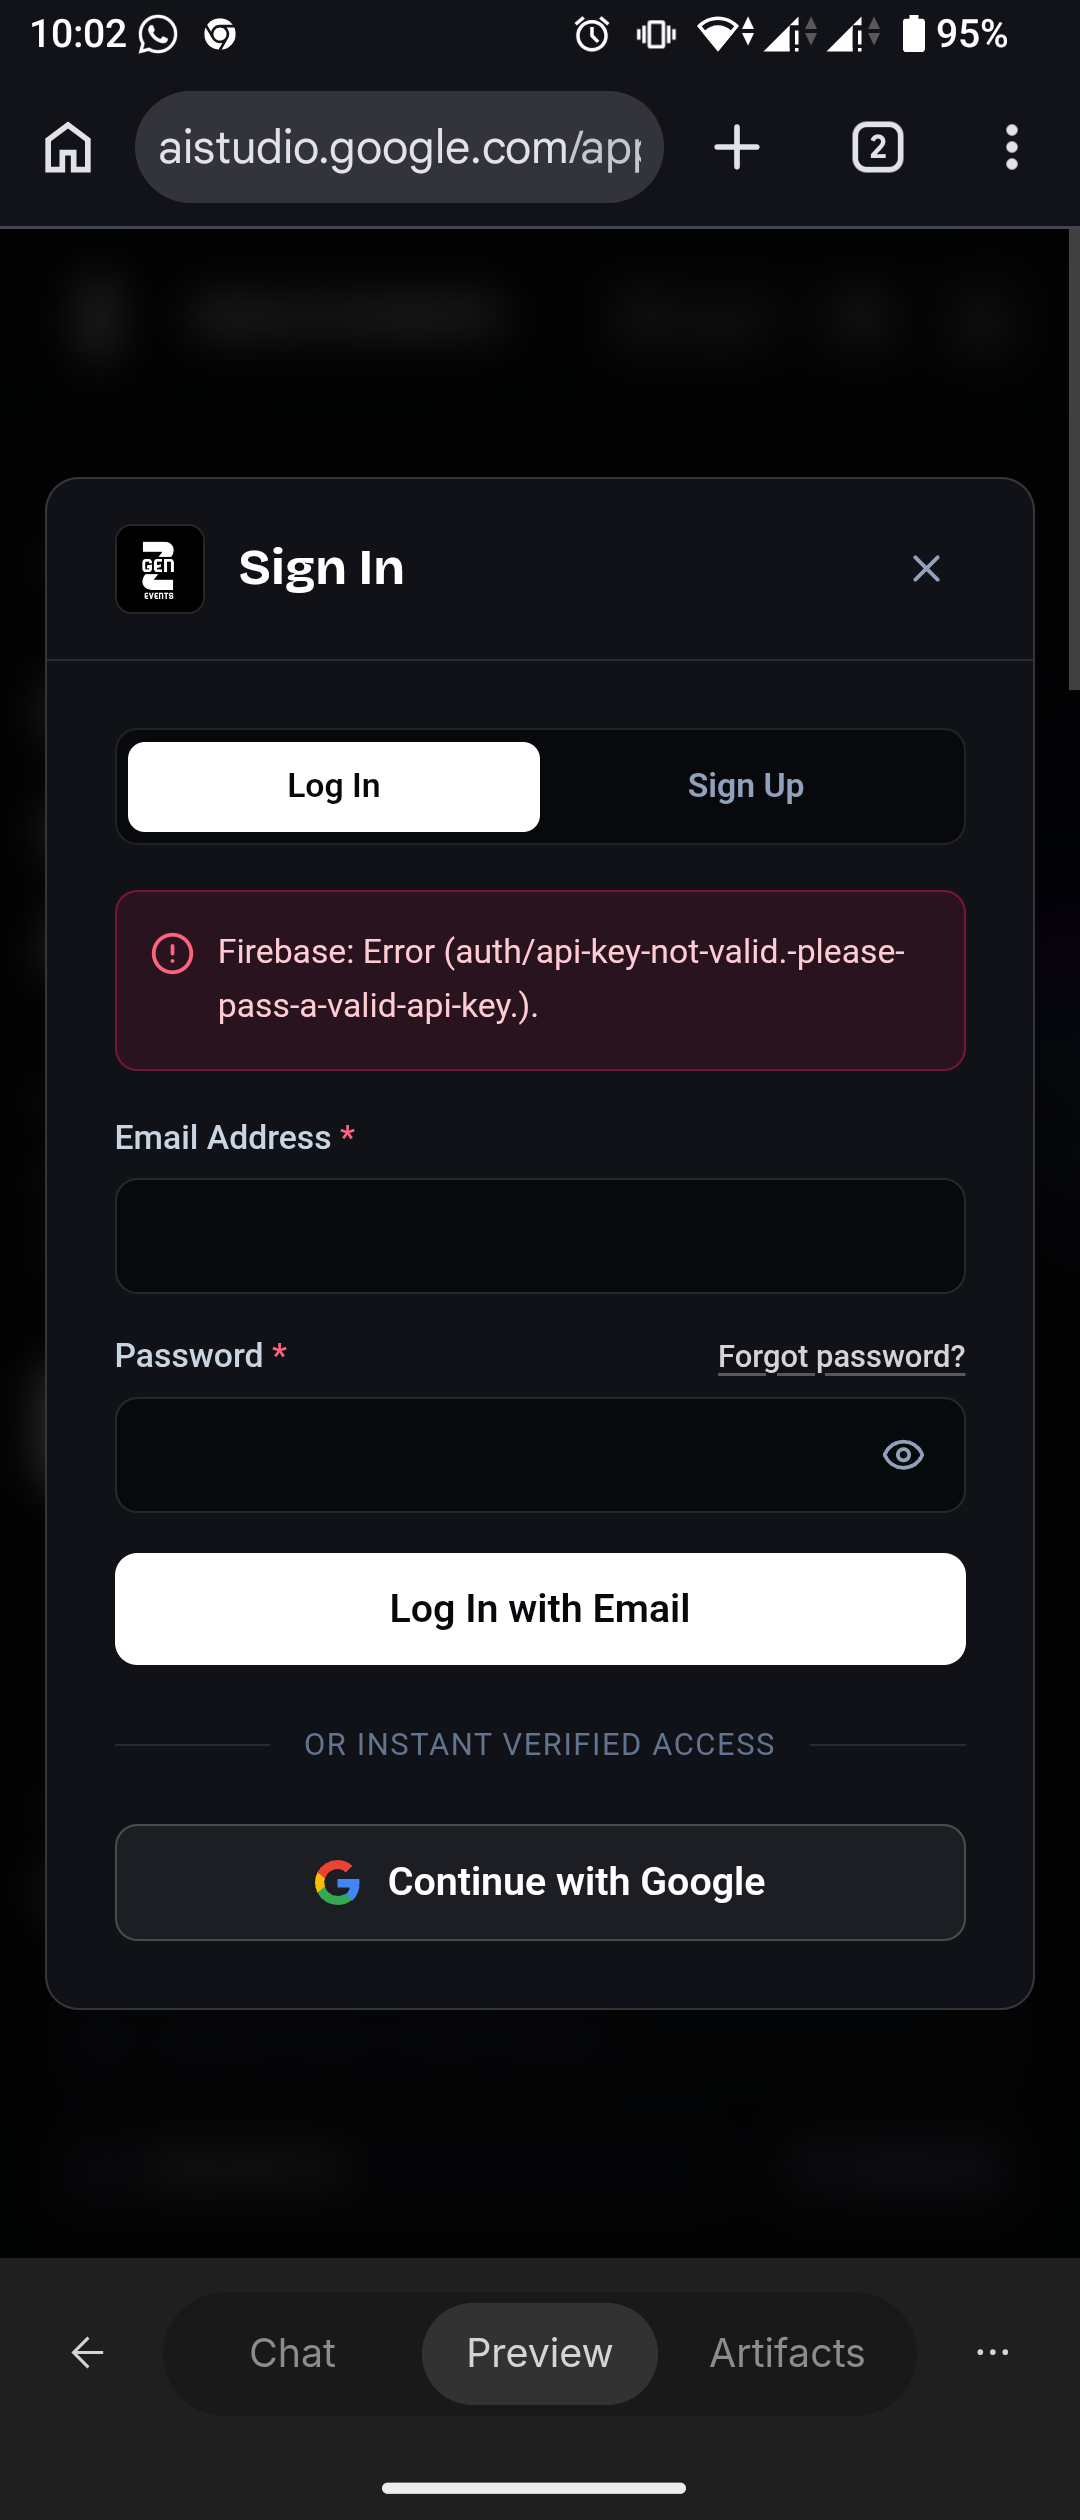 10:02
95%
aistudio.google.com/app
2
GEN
EVENTS
Sign In
Log In
Sign Up
Firebase: Error (auth/api-key-not-valid.-please-
pass-a-valid-api-key.).
Email Address *
Password *
Forgot password?
Log In with Email
OR INSTANT VERIFIED ACCESS
Continue with Google
Chat
Preview
Artifacts